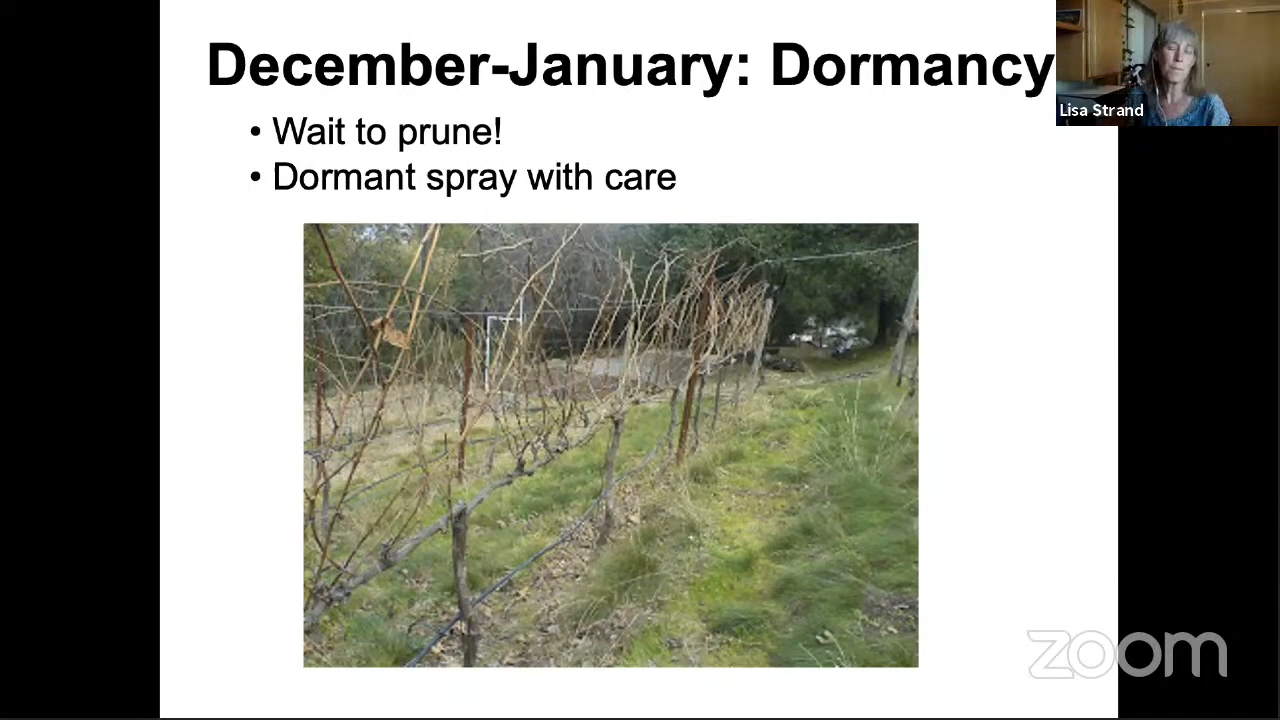 December-January: Dormancy
• Wait to prune!
• Dormant spray with care
Lisa Strand
zoom